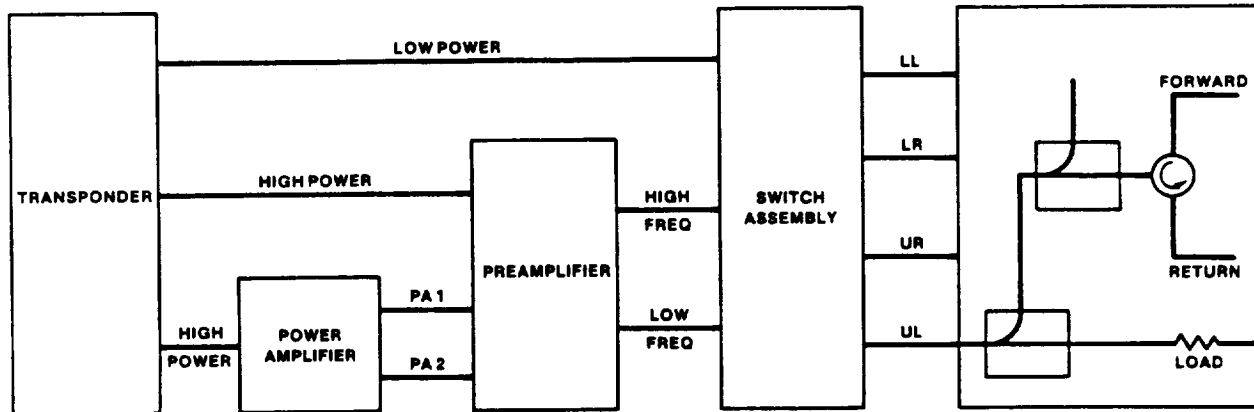 LOW POWER
LL
FORWARD
LR
TRANSPONDER
HIGH POWER
HIGH
FREQ
SWITCH
ASSEMBLY
UR
PREAMPLIFIER
RETURN
PA 1
HIGH
POWER
POWER
AMPLIFIER
LOW
FREQ
UL
PA 2
LOAD